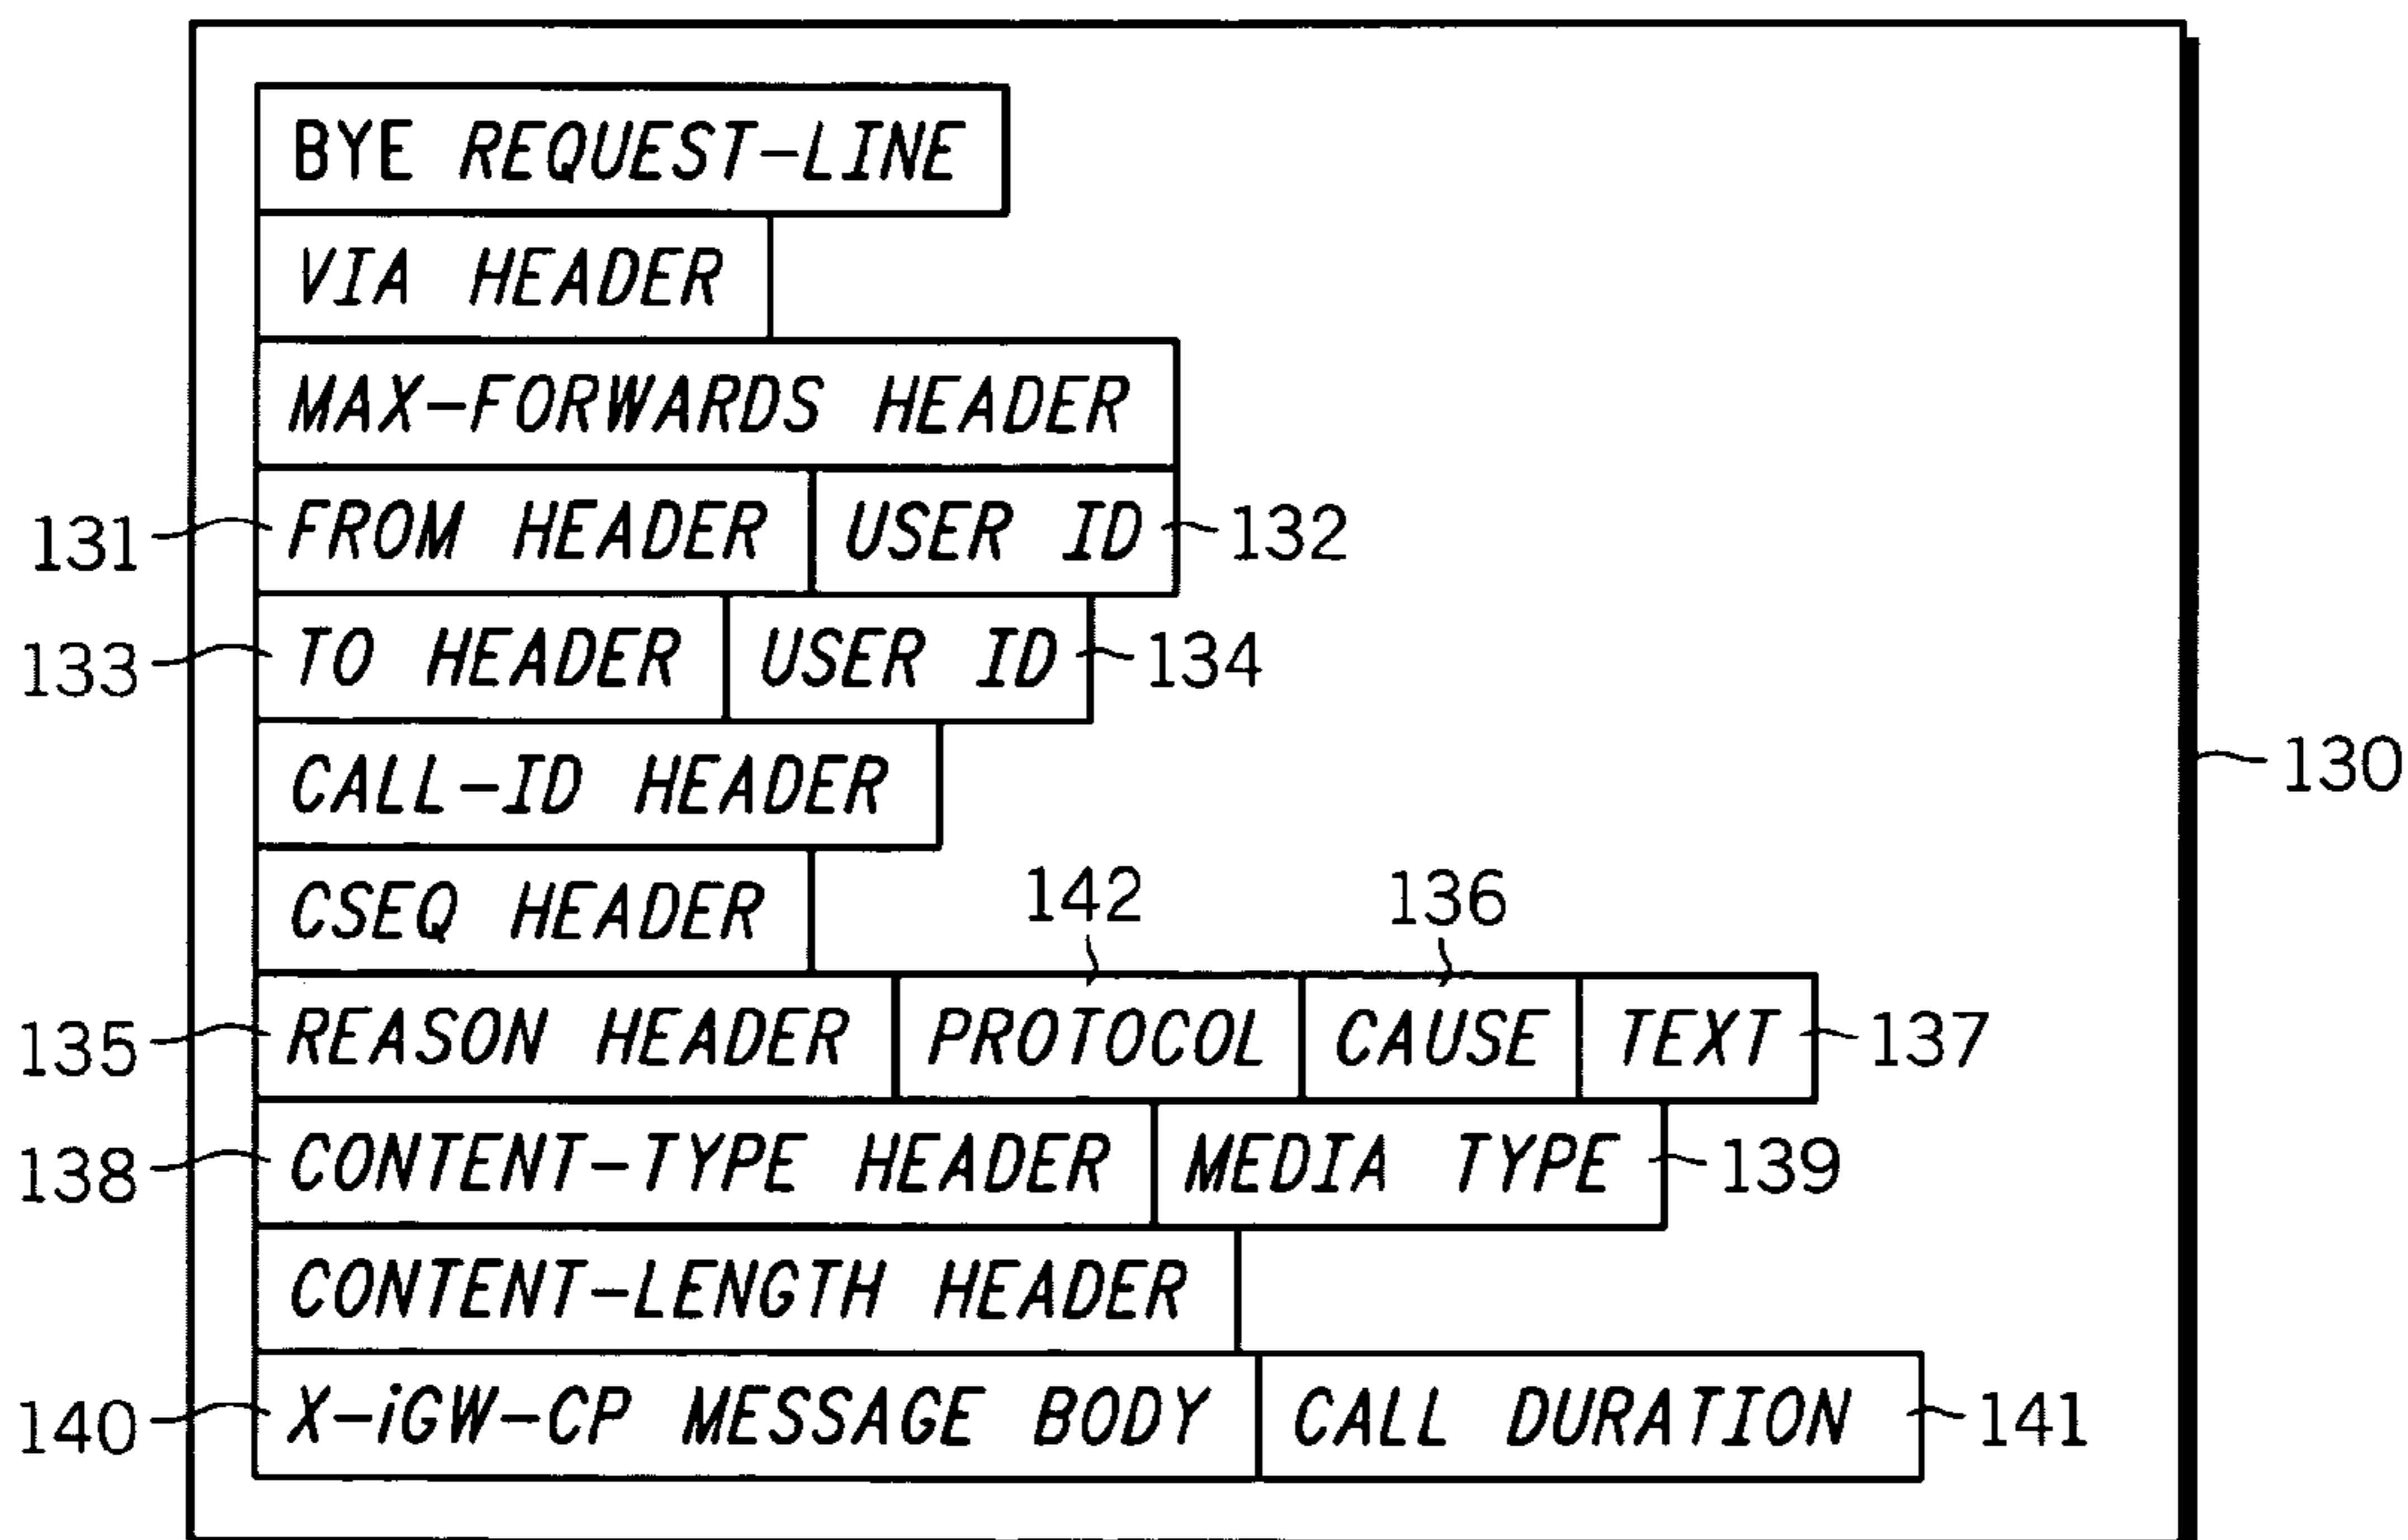 BYE REQUEST-LINE
VIA HEADER
MAX-FORWARDS HEADER
131 FROM HEADER USER ID 132
133 TO HEADER USER ID 134
CALL-ID HEADER 130
CSEQ HEADER 142 136
135 REASON HEADER PROTOCOL CAUSE TEXT 137
138 CONTENT-TYPE HEADER MEDIA TYPE 139
CONTENT-LENGTH HEADER
140 X-iGW-CP MESSAGE BODY CALL DURATION 141